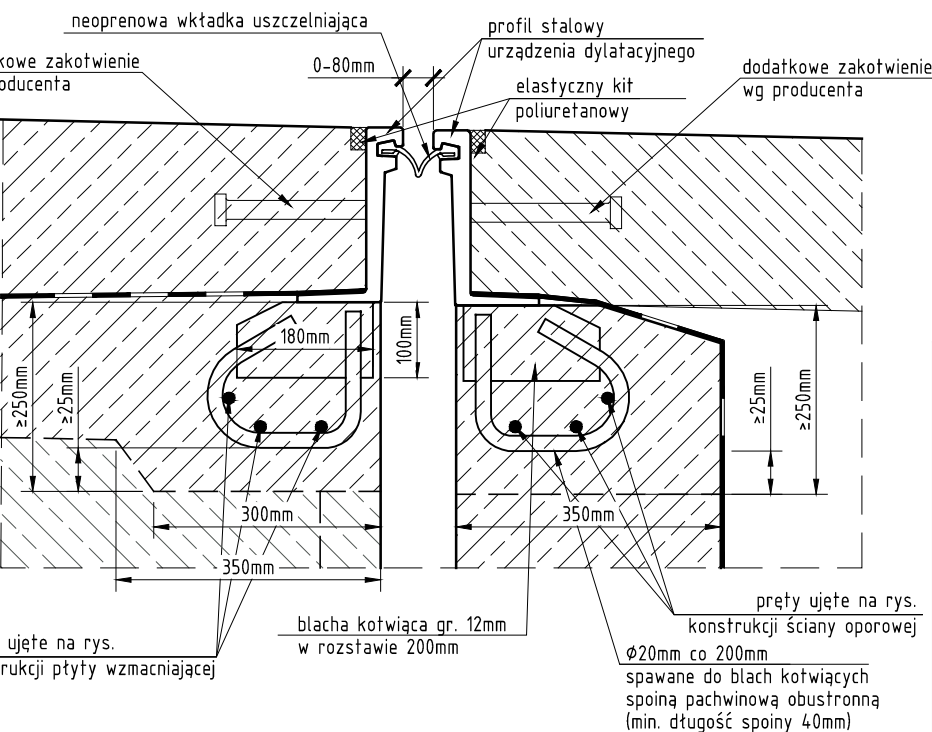 neoprenowa wkładka uszczelniająca
profil stalowy
urządzenia dylatacyjnego
0-80mm
zakotwienie
dodatkowe zakotwienie
wg producenta
elastyczny kit
poliuretanowy
180mm
100mm
≥250mm
≥25mm
≥25mm
≥250mm
300mm
350mm
350mm
ujęte na rys.
płyty wzmacniającej
blacha kotwiąca gr. 12mm
w rozstawie 200mm
pręty ujęte na rys.
konstrukcji ściany oporowej
Ø20mm co 200mm
spawane do blach kotwiących
spoiną pachwinową obustronną
(min. długość spoiny 40mm)